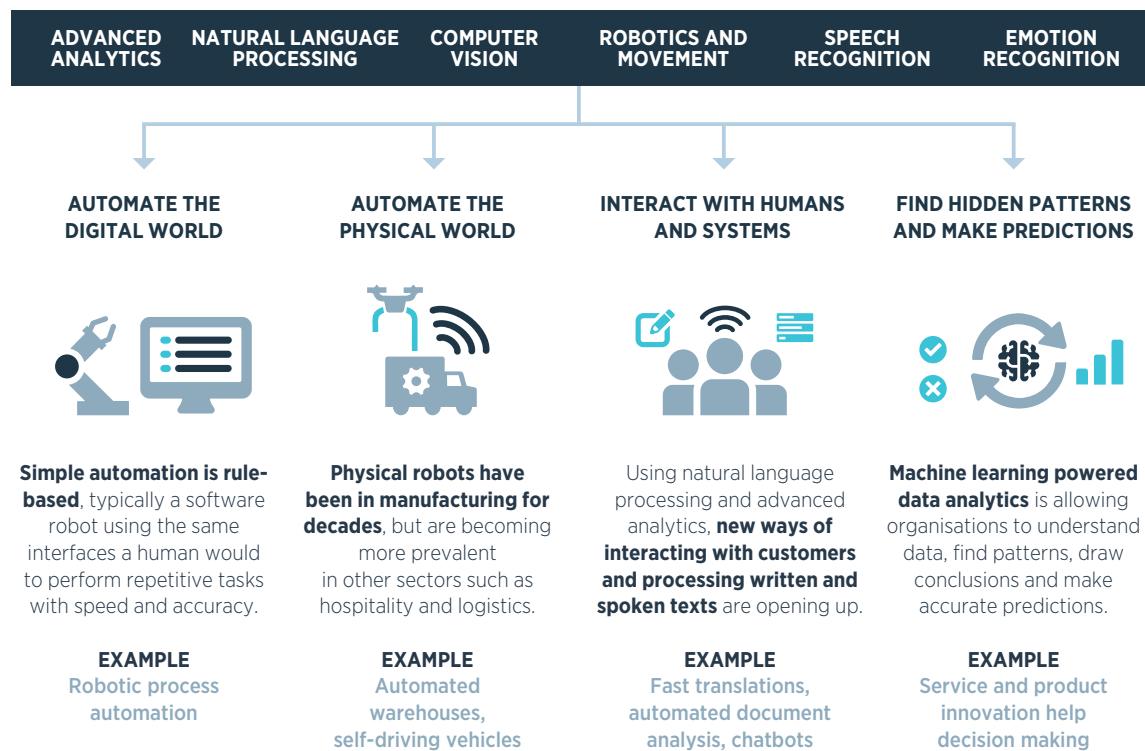 ADVANCED ANALYTICS
NATURAL LANGUAGE PROCESSING
COMPUTER VISION
ROBOTICS AND MOVEMENT
SPEECH RECOGNITION
EMOTION RECOGNITION
AUTOMATE THE
DIGITAL WORLD
Simple automation is rule-
based, typically a software
robot using the same
interfaces a human would
to perform repetitive tasks
with speed and accuracy.
EXAMPLE
Robotic process
automation
AUTOMATE THE
PHYSICAL WORLD
Physical robots have
been in manufacturing for
decades, but are becoming
more prevalent
in other sectors such as
hospitality and logistics.
EXAMPLE
Automated
warehouses,
self-driving vehicles
INTERACT WITH HUMANS
AND SYSTEMS
Using natural language
processing and advanced
analytics, new ways of
interacting with customers
and processing written and
spoken texts are opening up.
EXAMPLE
Fast translations,
automated document
analysis, chatbots
FIND HIDDEN PATTERNS
AND MAKE PREDICTIONS
Machine learning powered
data analytics is allowing
organisations to understand
data, find patterns, draw
conclusions and make
accurate predictions.
EXAMPLE
Service and product
innovation help
decision making